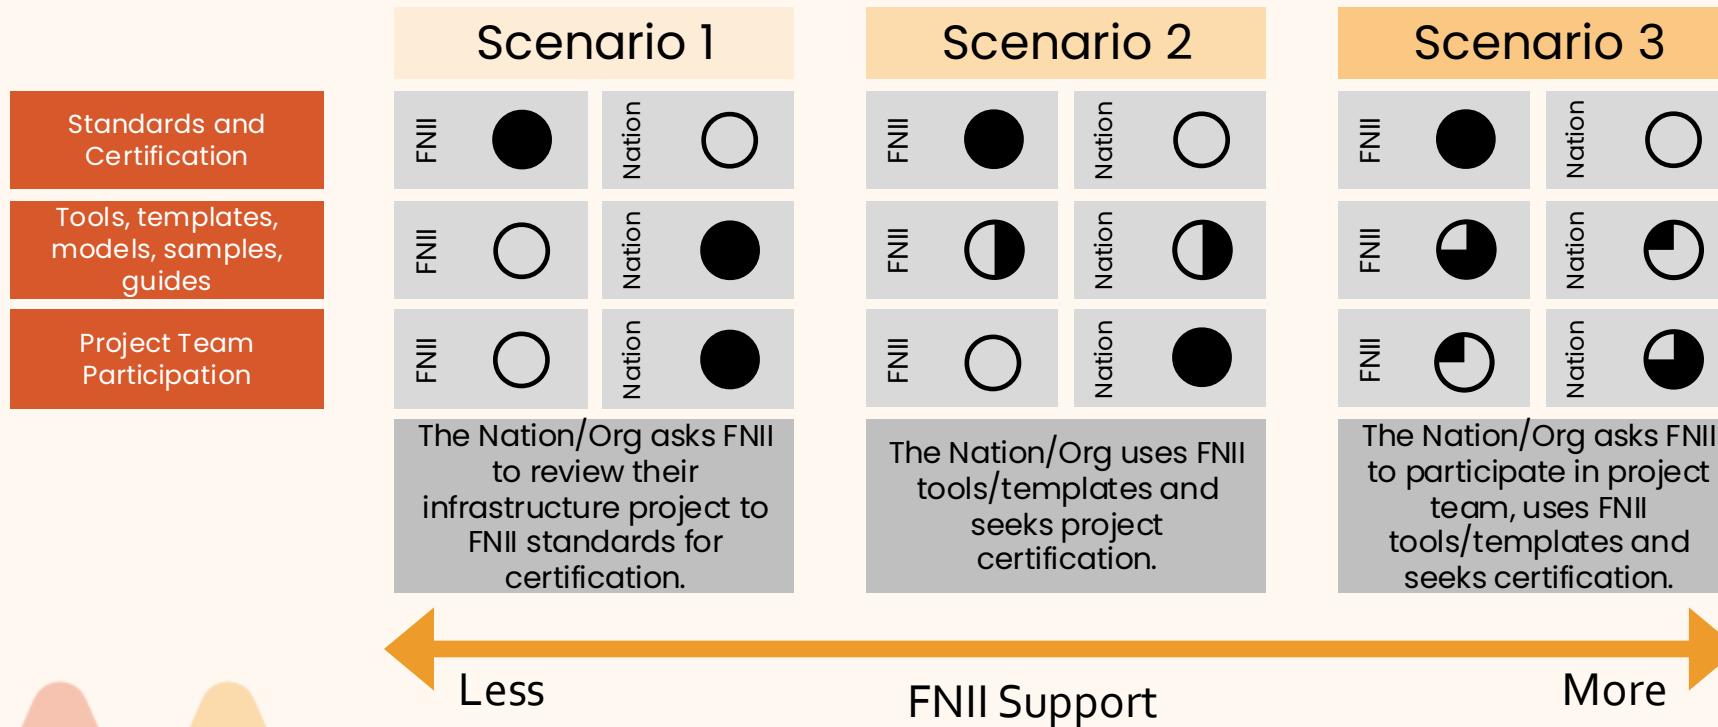 Scenario 1
Scenario 2
Scenario 3
Standards and
Certification
FNII
Nation
FNII
Nation
FNII
Nation
Tools, templates,
models, samples,
guides
FNII
Nation
FNII
Nation
FNII
Nation
Project Team
Participation
FNII
Nation
FNII
Nation
FNII
Nation
The Nation/Org asks FNII
to review their
infrastructure project to
FNII standards for
certification.
The Nation/Org uses FNII
tools/templates and
seeks project
certification.
The Nation/Org asks FNII
to participate in project
team, uses FNII
tools/templates and
seeks certification.
Less
FNII Support
More